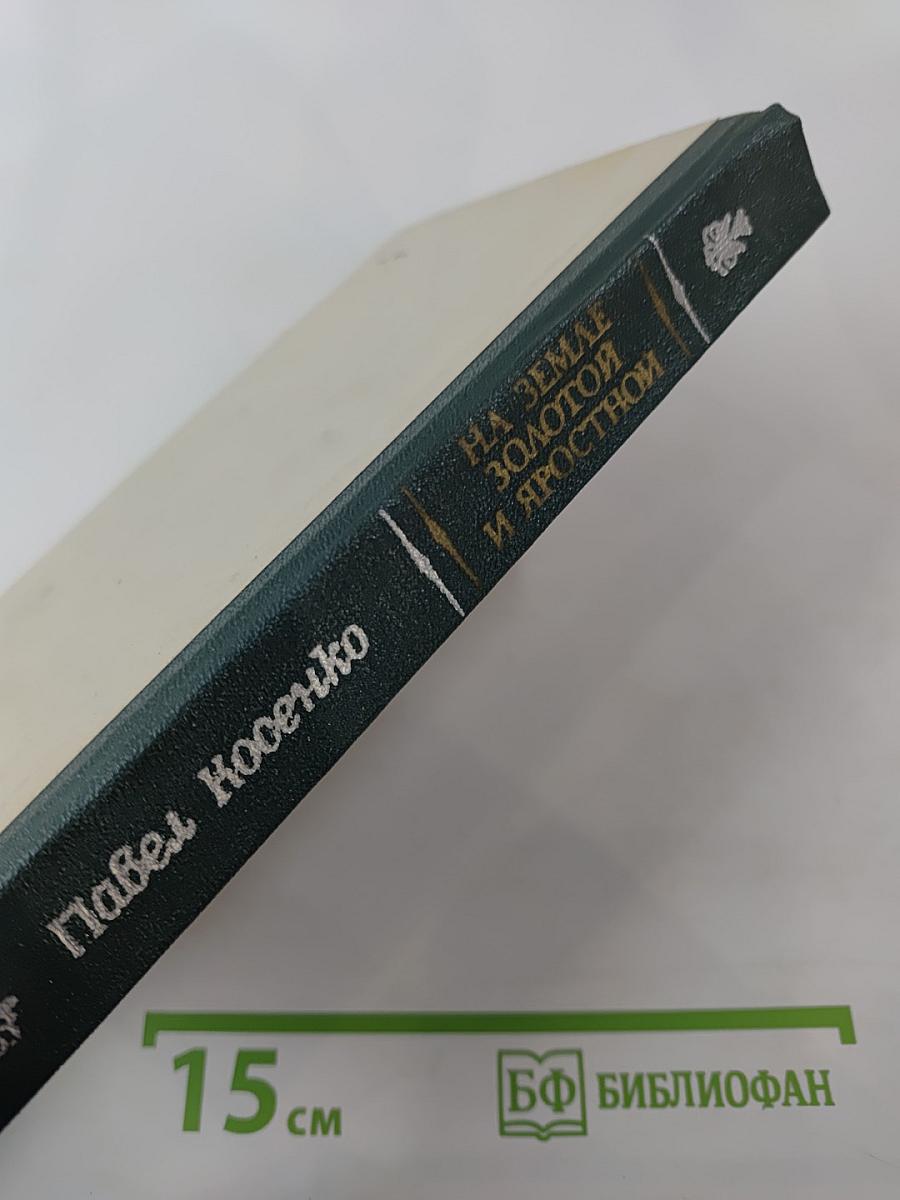 Павел Косенко
НА ЗЕМЛЕ
ЗОЛОТОЙ
И ЯРОСТНОЙ
15 см
БФ БИБЛИОФАН